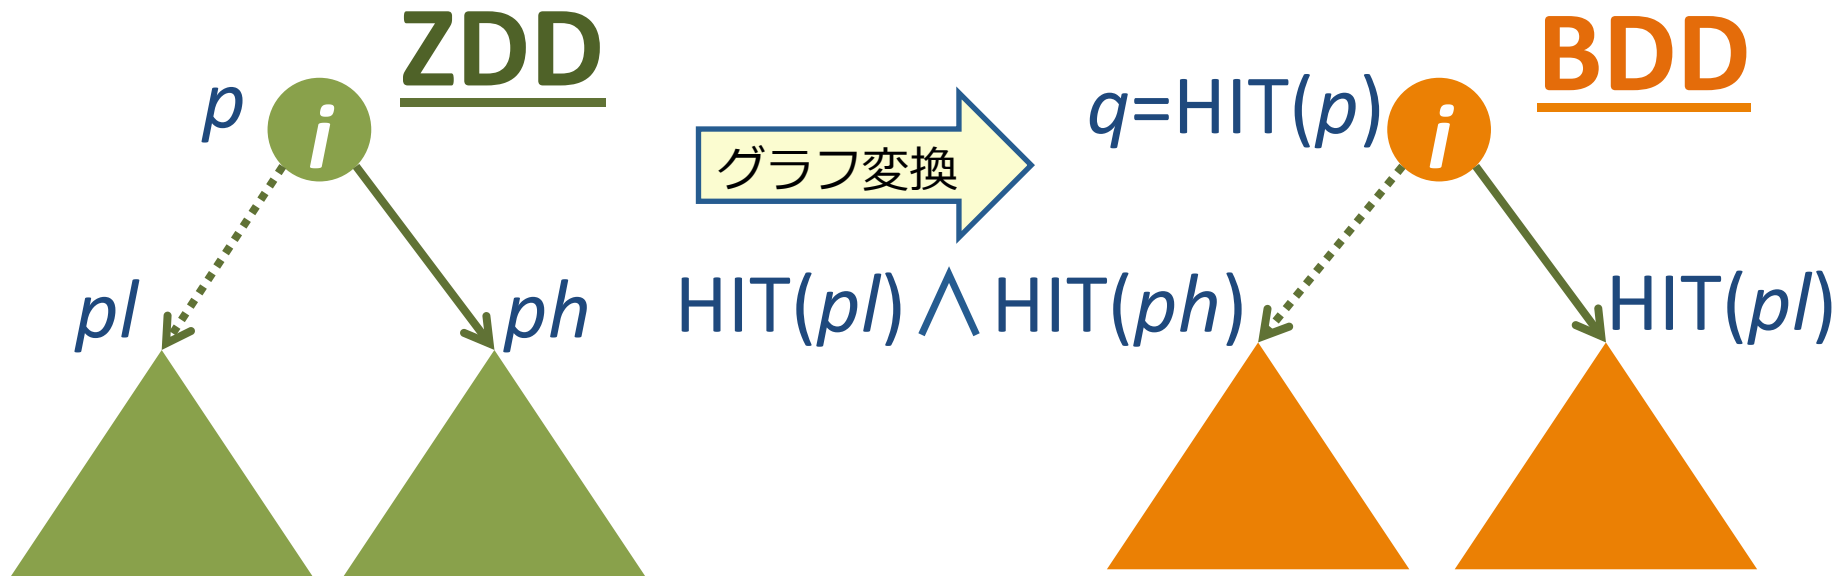 ZDD
p
i
pl
ph
グラフ変換
BDD
q=HIT(p)
i
HIT(pl)∧HIT(ph)
HIT(pl)